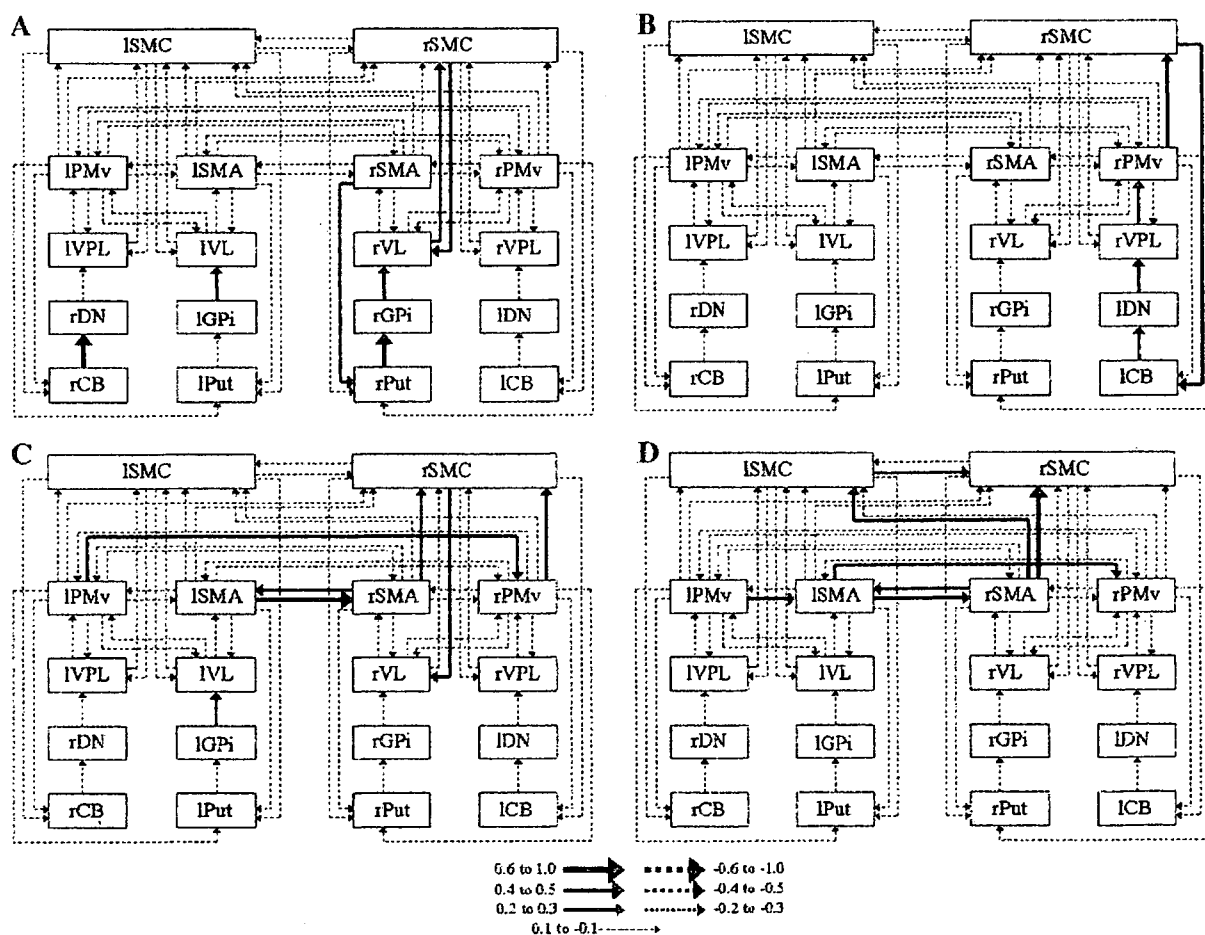 A B
lSMC rSMC lSMC rSMC
lPMv lSMA rSMA rPMv lPMv lSMA rSMA rPMv
lVPL lVL rVL rVPL lVPL lVL rVL rVPL
rDN lGPi rGPi lDN rDN lGPi rGPi lDN
rCB lPut rPut lCB rCB lPut rPut lCB
C D
lSMC rSMC lSMC rSMC
lPMv lSMA rSMA rPMv lPMv lSMA rSMA rPMv
lVPL lVL rVL rVPL lVPL lVL rVL rVPL
rDN lGPi rGPi lDN rDN lGPi rGPi lDN
rCB lPut rPut lCB rCB lPut rPut lCB
0.6 to 1.0 -0.6 to -1.0
0.4 to 0.5 -0.4 to -0.5
0.2 to 0.3 -0.2 to -0.3
0.1 to -0.1